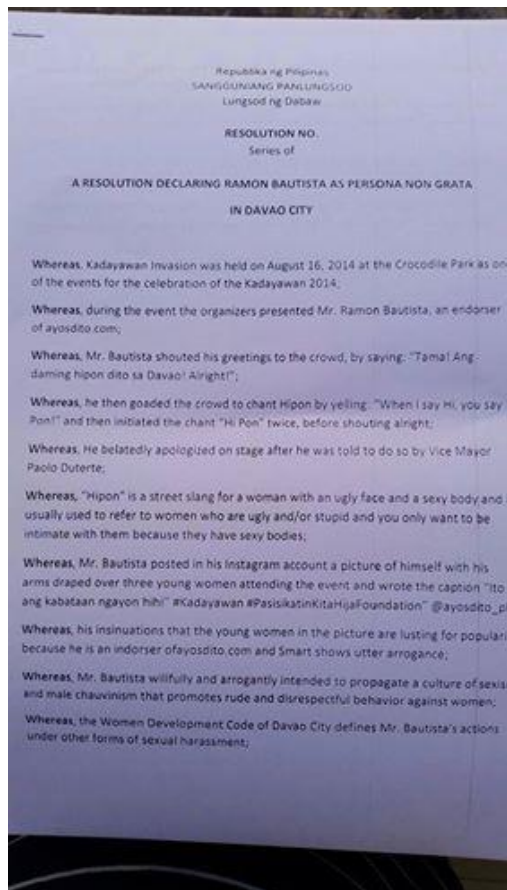 Republika ng Pilipinas
SANGGUNIANG PANLUNGSOD
Lungsod ng Dabaw
RESOLUTION NO.
Series of
A RESOLUTION DECLARING RAMON BAUTISTA AS PERSONA NON GRATA
IN DAVAO CITY
Whereas, Kadayawan Invasion was held on August 16, 2014 at the Crocodile Park as on
of the events for the celebration of the Kadayawan 2014;
Whereas, during the event the organizers presented Mr. Ramon Bautista, an endorser
of ayosdito.com;
Whereas, Mr. Bautista shouted his greetings to the crowd, by saying: "Tama! Ang
daming hipon dito sa Davao! Alright!";
Whereas, he then goaded the crowd to chant Hipon by yelling: "When I say Hi, you say
Pon!" and then initiated the chant "Hi Pon" twice, before shouting alright;
Whereas, He belatedly apologized on stage after he was told to do so by Vice Mayor
Paolo Duterte;
Whereas, "Hipon" is a street slang for a woman with an ugly face and a sexy body and
usually used to refer to women who are ugly and/or stupid and you only want to be
intimate with them because they have sexy bodies;
Whereas, Mr. Bautista posted in his Instagram account a picture of himself with his
arms draped over three young women attending the event and wrote the caption "Ito
ang kabataan ngayon hihi" #Kadayawan #PasisikatinKitaHijaFoundation" @ayosdito_p
Whereas, his insinuations that the young women in the picture are lusting for populari
because he is an indorser ofayosdito.com and Smart shows utter arrogance;
Whereas, Mr. Bautista willfully and arrogantly intended to propagate a culture of sexis
and male chauvinism that promotes rude and disrespectful behavior against women;
Whereas, the Women Development Code of Davao City defines Mr. Bautista's actions
under other forms of sexual harassment;